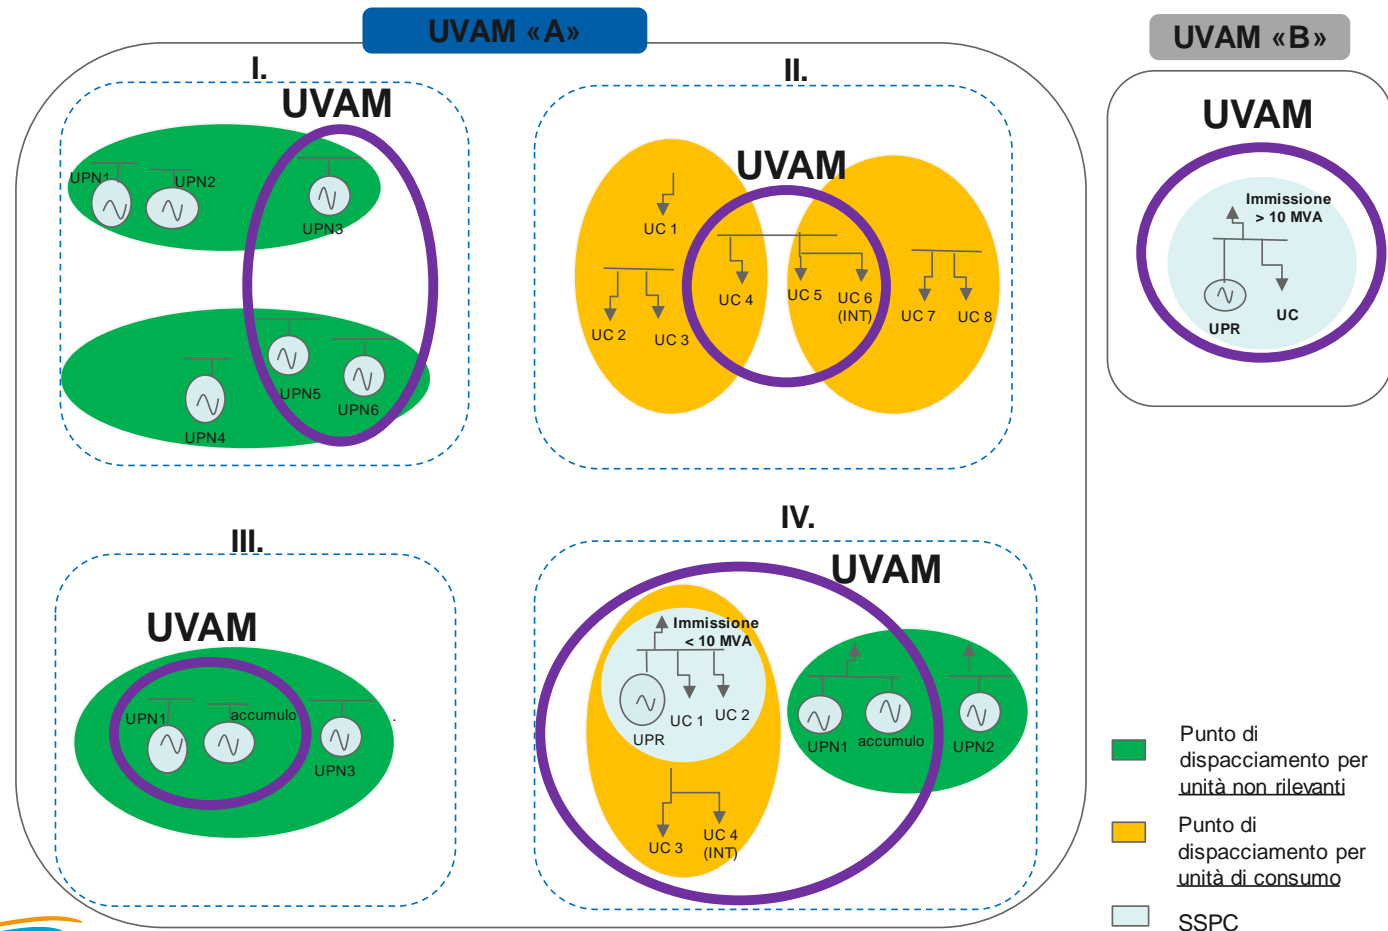 UVAM «A»
UVAM «B»
I.
UVAM
UPN1
UPN2
UPN3
UPN5
UPN6
UPN4
II.
UVAM
UC 1
UC 2
UC 3
UC 4
UC 5
UC 6
(INT)
UC 7
UC 8
UVAM
Immissione
> 10 MVA
UPR
UC
III.
UVAM
UPN1
accumulo
UPN3
IV.
UVAM
Immissione
< 10 MVA
UC 1
UC 2
UPR
UC 3
UC 4
(INT)
UPN1
accumulo
UPN2
Punto di
dispacciamento per
unità non rilevanti
Punto di
dispacciamento per
unità di consumo
SSPC